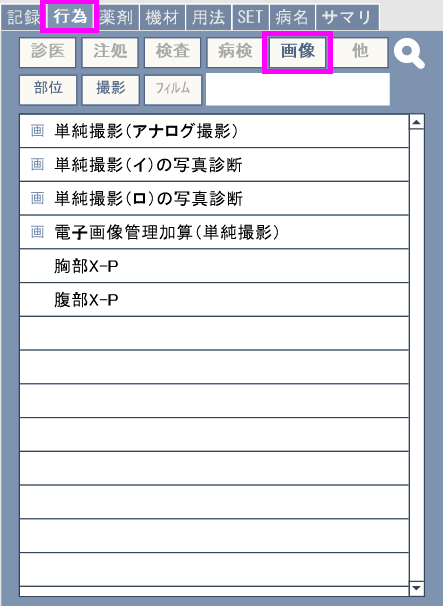 記録 行為 薬剤 機材 用法 SET 病名 サマリ
診医 注処 検査 病検 画像 他
部位 撮影 フィルム
画 単純撮影(アナログ撮影)
画 単純撮影(イ)の写真診断
画 単純撮影(ロ)の写真診断
画 電子画像管理加算(単純撮影)
胸部X-P
腹部X-P